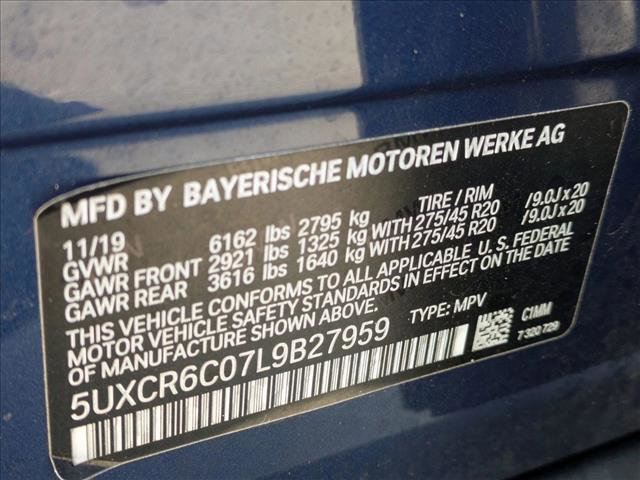 MFD BY BAYERISCHE MOTOREN WERKE AG
11/19 TIRE / RIM
GVWR 6162 lbs 2795 kg
GAWR FRONT 2921 lbs 1325 kg WITH 275/45 R20 /9.0J x 20
GAWR REAR 3616 lbs 1640 kg WITH 275/45 R20 /9.0J x 20
THIS VEHICLE CONFORMS TO ALL APPLICABLE U. S. FEDERAL
MOTOR VEHICLE SAFETY STANDARDS IN EFFECT ON THE DATE
OF MANUFACTURE SHOWN ABOVE.
5UXCR6C07L9B27959 TYPE: MPV C1MM
7 320 729